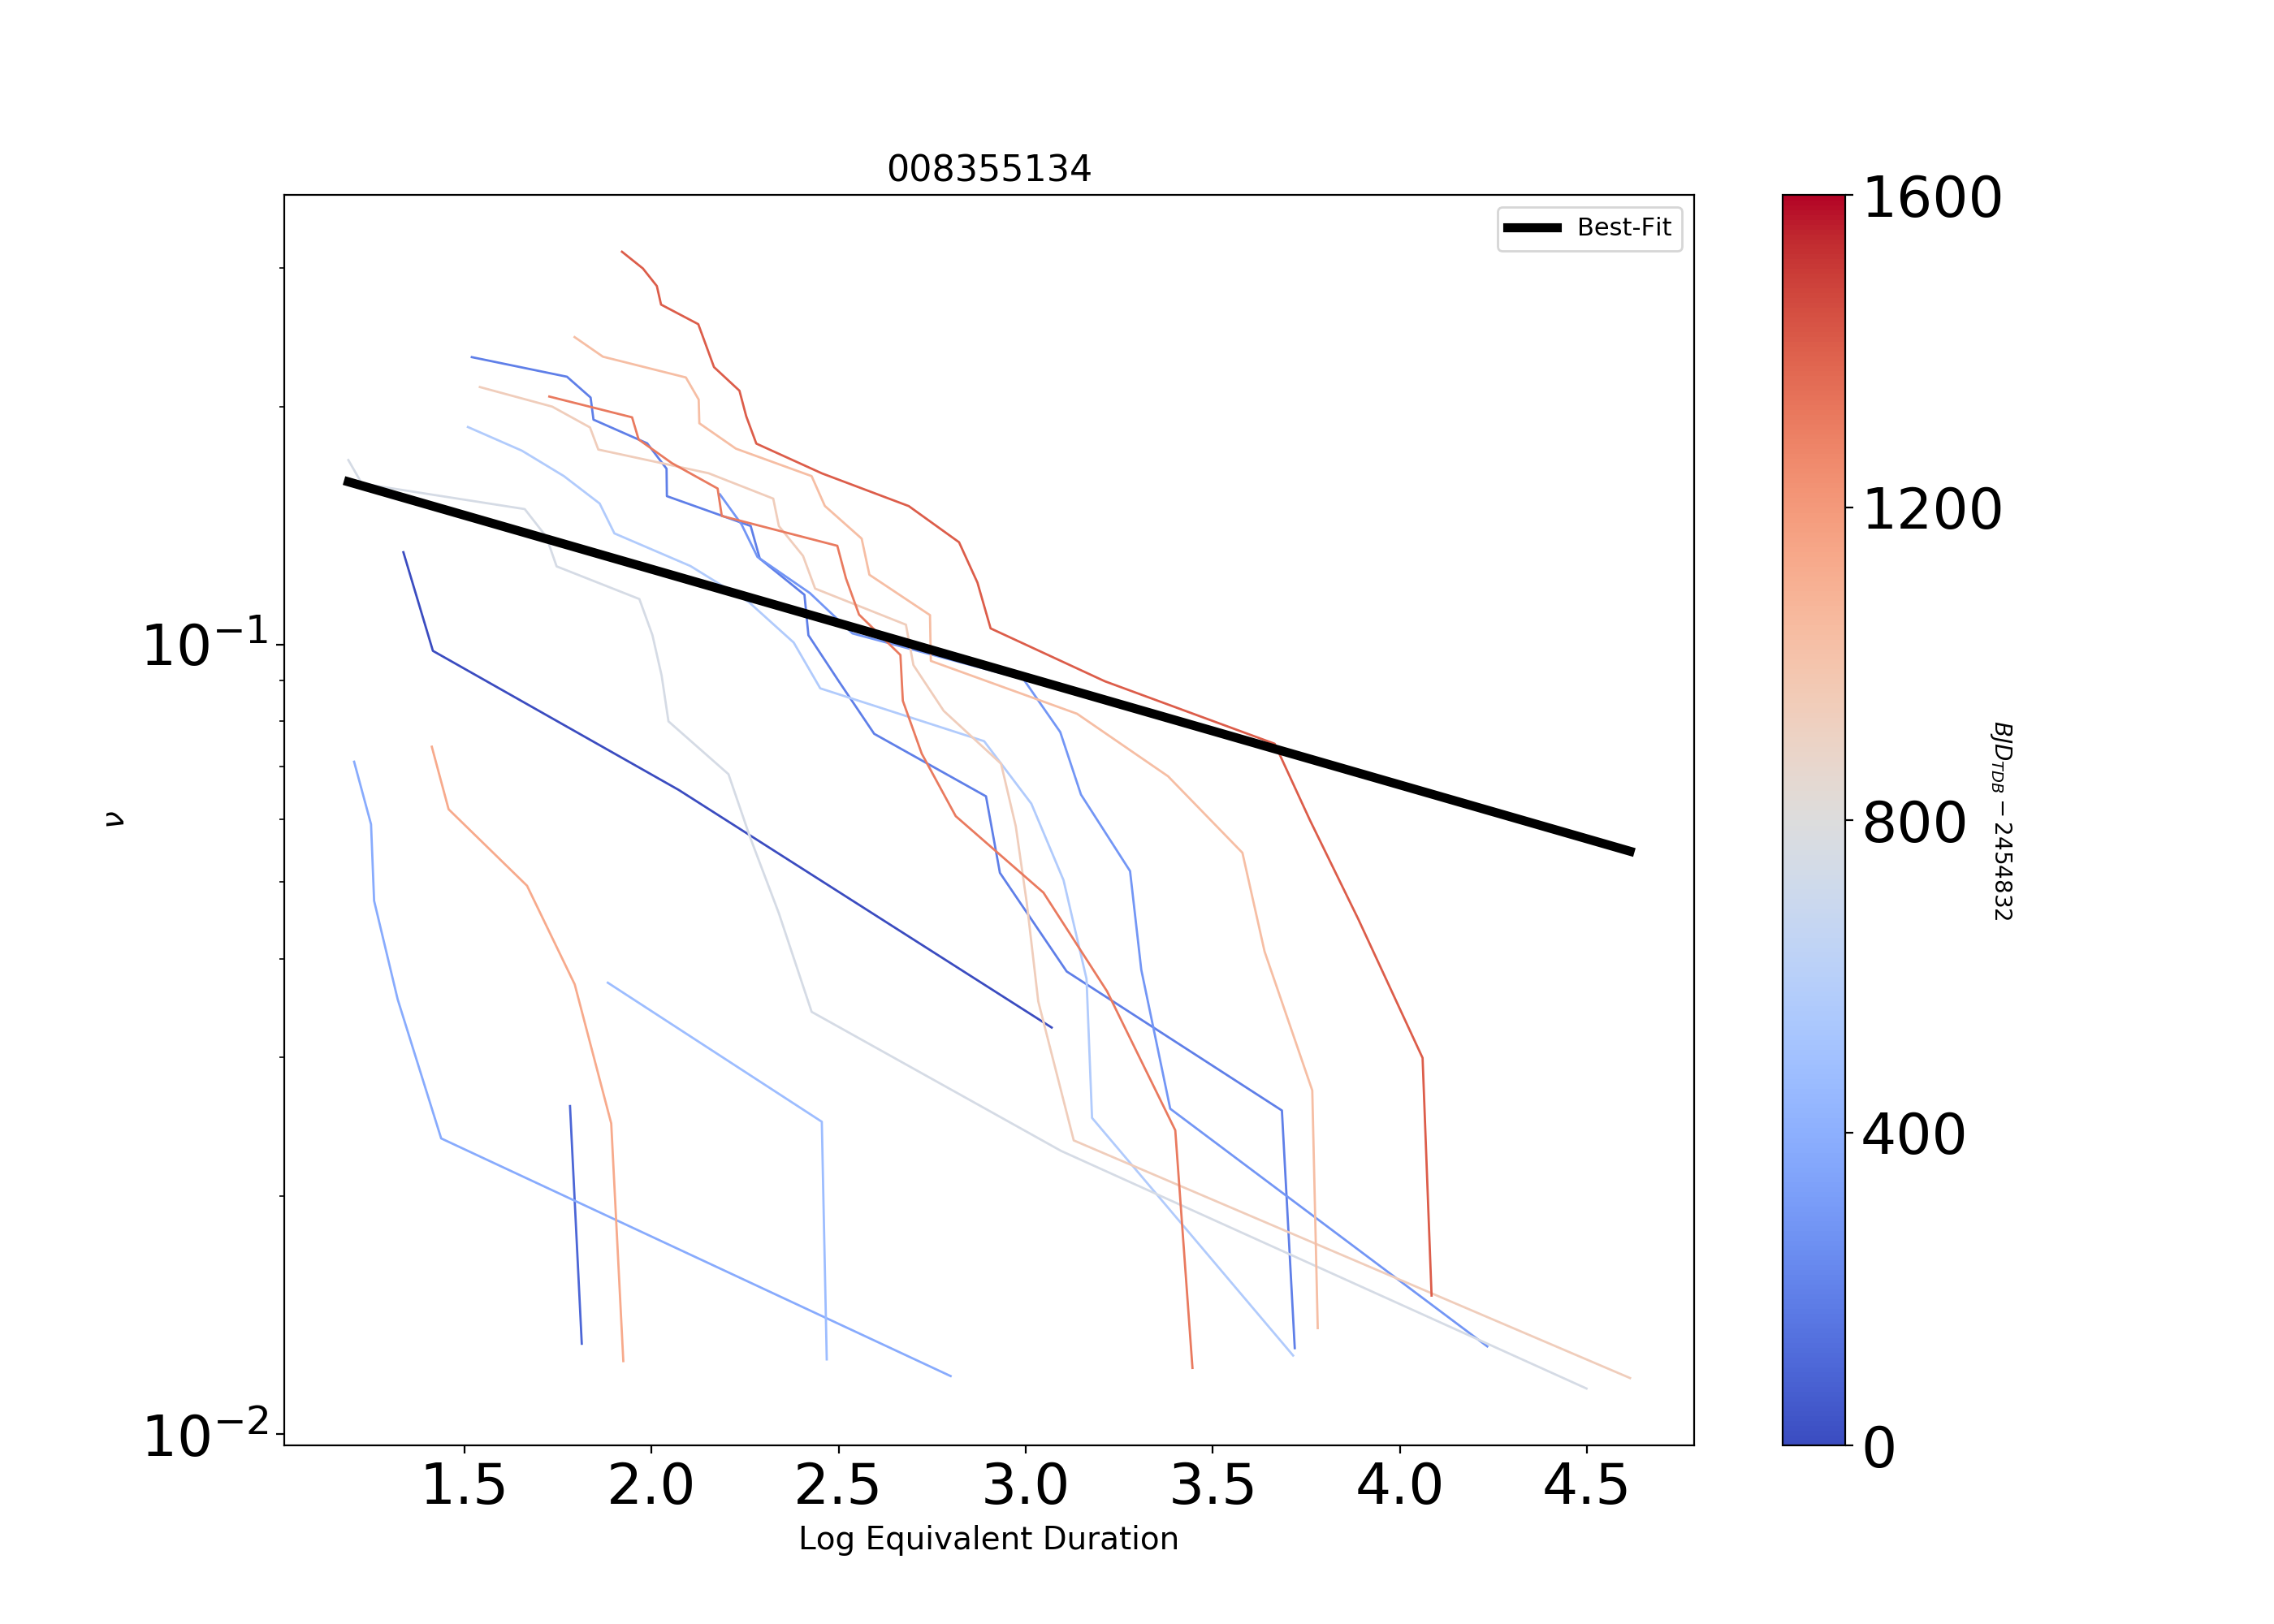 008355134
Best-Fit
10⁻¹
10⁻²
ν
1.5 2.0 2.5 3.0 3.5 4.0 4.5
Log Equivalent Duration
1600
1200
800
400
0
BJD_TDB − 2454832